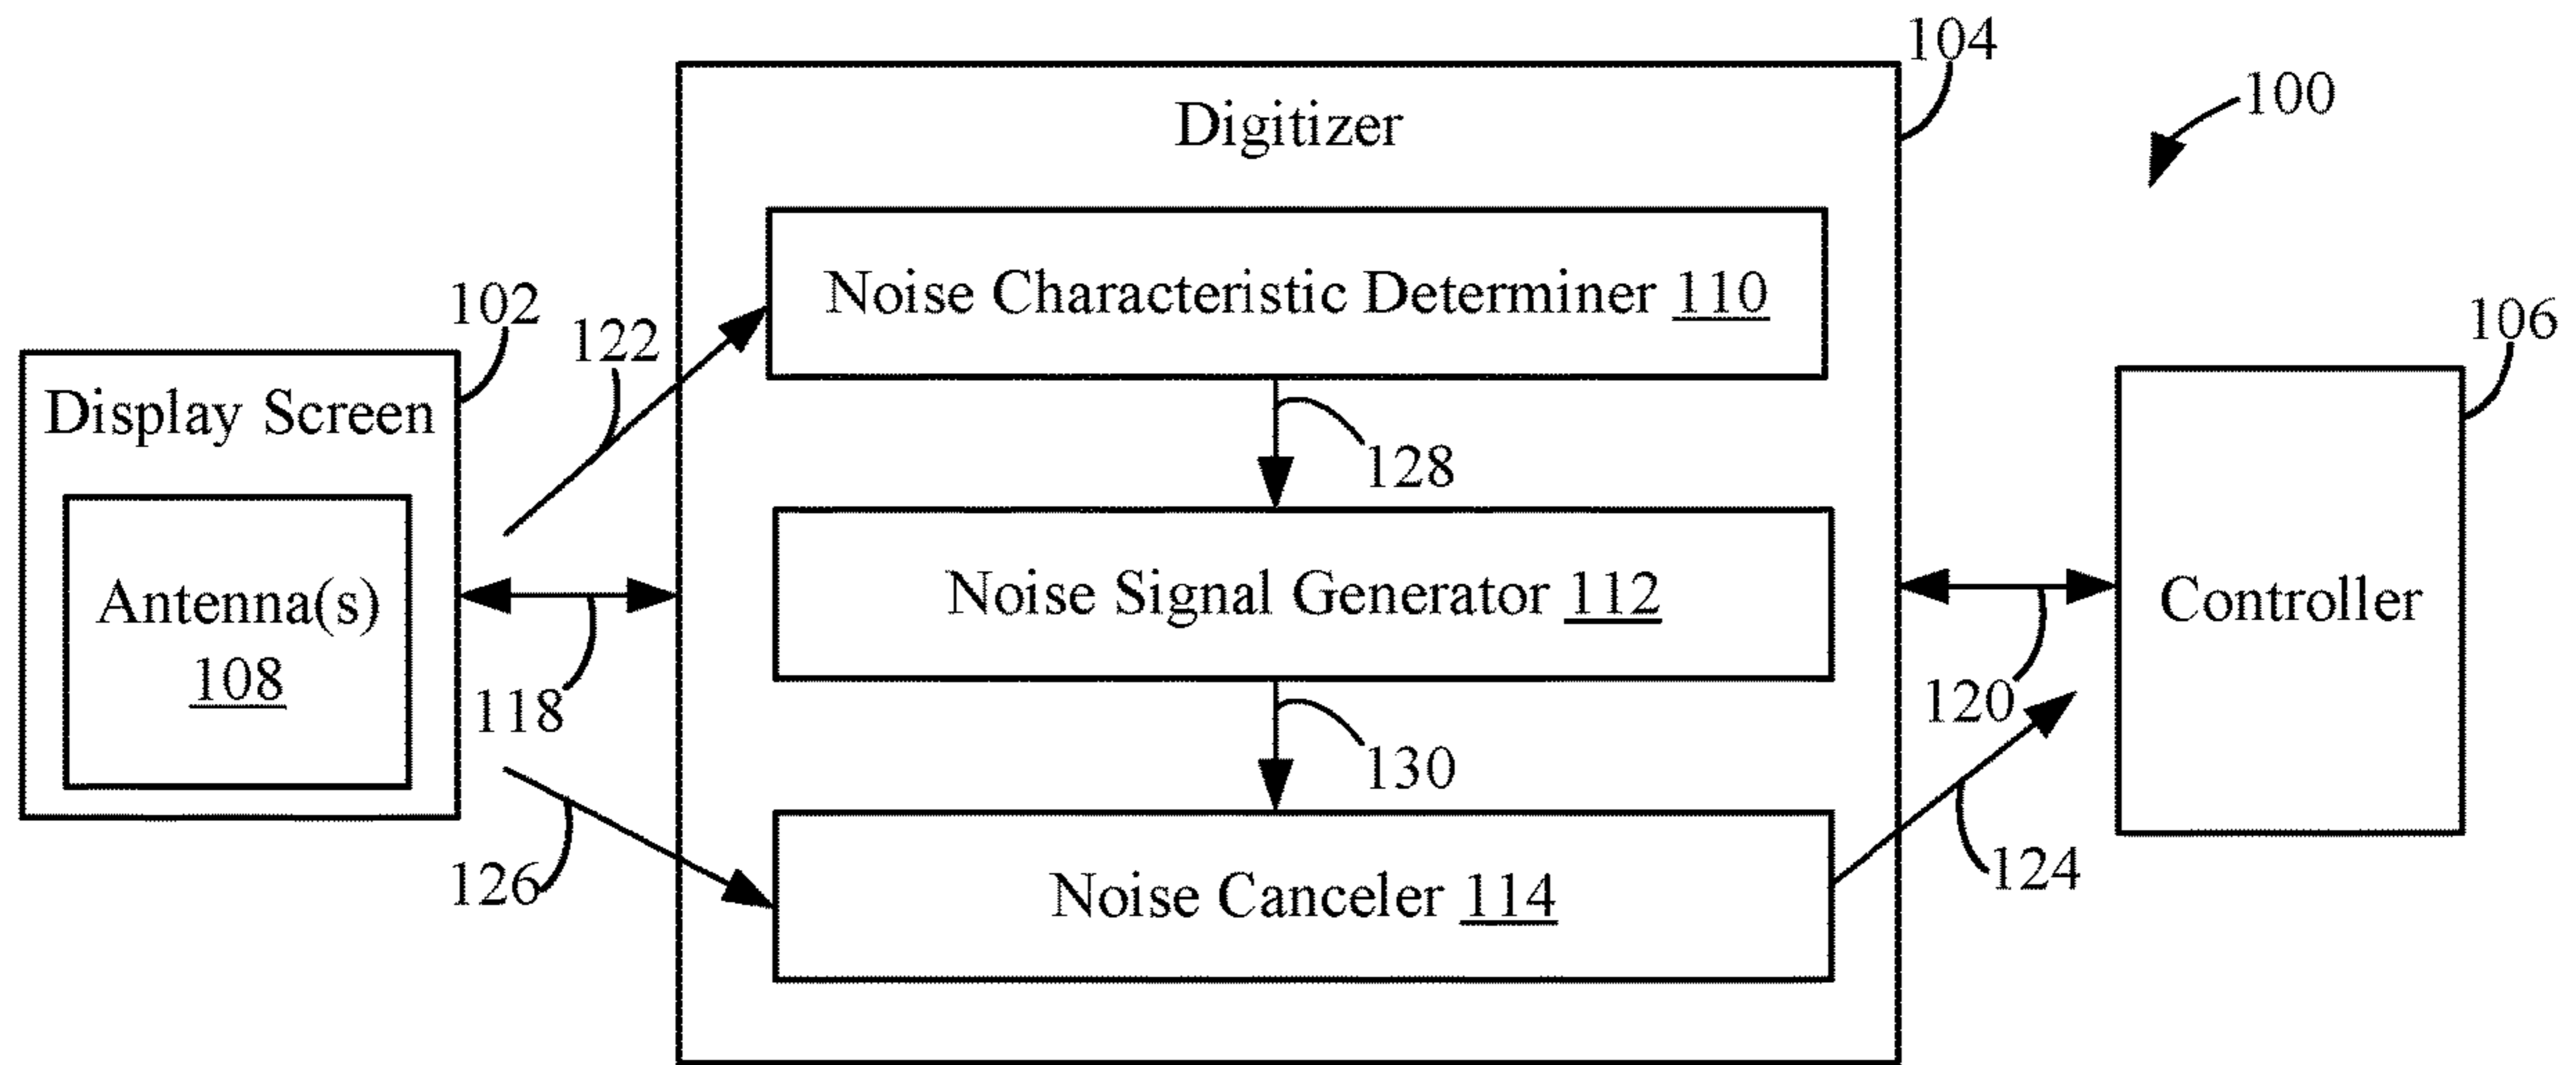 104
100
Digitizer
102
122
Noise Characteristic Determiner 110
106
Display Screen
128
Antenna(s)
108
118
Noise Signal Generator 112
120
Controller
130
126
Noise Canceler 114
124